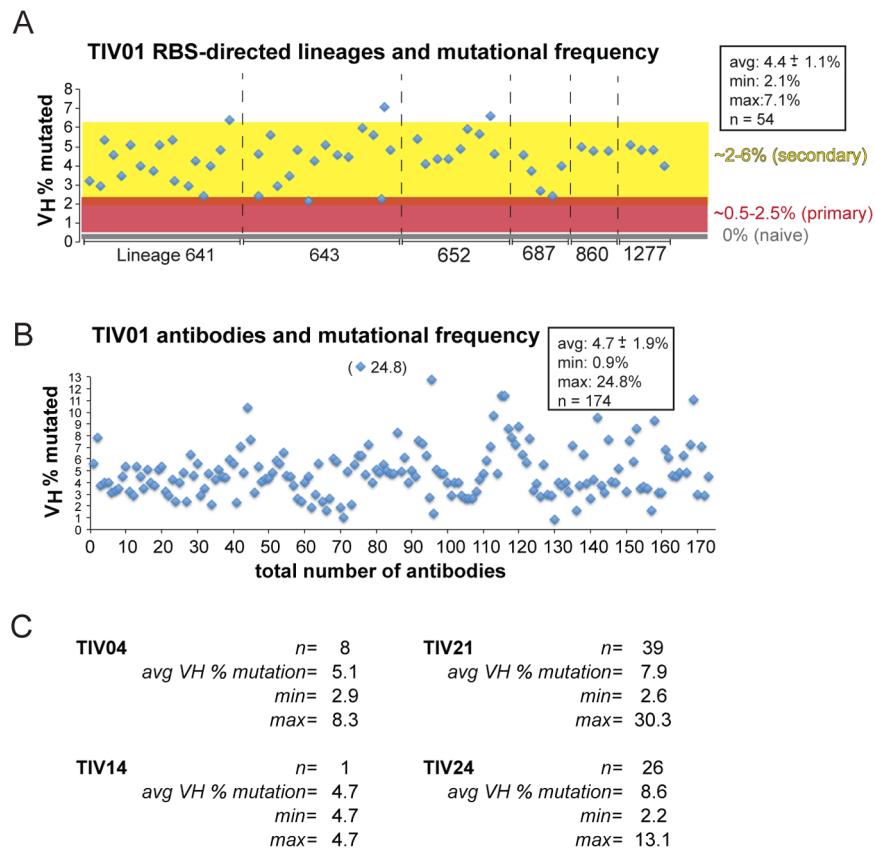 A
TIV01 RBS-directed lineages and mutational frequency
avg: 4.4 ± 1.1%
min: 2.1%
max:7.1%
n = 54
VH % mutated
8
7
6
5
4
3
2
1
0
~2-6% (secondary)
~0.5-2.5% (primary)
0% (naive)
Lineage 641 643 652 687 860 1277
B
TIV01 antibodies and mutational frequency
avg: 4.7 ± 1.9%
min: 0.9%
max: 24.8%
n = 174
( 24.8)
VH % mutated
13
12
11
10
9
8
7
6
5
4
3
2
1
0
0 10 20 30 40 50 60 70 80 90 100 110 120 130 140 150 160 170
total number of antibodies
C
TIV04 n= 8
avg VH % mutation= 5.1
min= 2.9
max= 8.3
TIV21 n= 39
avg VH % mutation= 7.9
min= 2.6
max= 30.3
TIV14 n= 1
avg VH % mutation= 4.7
min= 4.7
max= 4.7
TIV24 n= 26
avg VH % mutation= 8.6
min= 2.2
max= 13.1